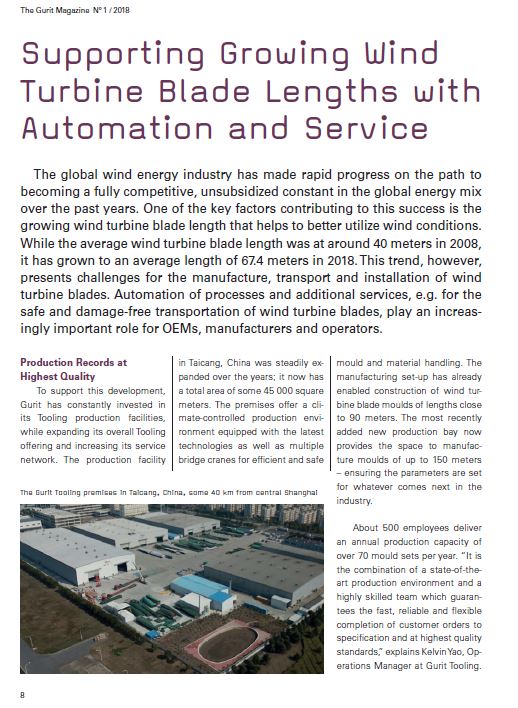 The Gurit Magazine N° 1 / 2018
Supporting Growing Wind
Turbine Blade Lengths with
Automation and Service
The global wind energy industry has made rapid progress on the path to
becoming a fully competitive, unsubsidized constant in the global energy mix
over the past years. One of the key factors contributing to this success is the
growing wind turbine blade length that helps to better utilize wind conditions.
While the average wind turbine blade length was at around 40 meters in 2008,
it has grown to an average length of 67.4 meters in 2018. This trend, however,
presents challenges for the manufacture, transport and installation of wind
turbine blades. Automation of processes and additional services, e.g. for the
safe and damage-free transportation of wind turbine blades, play an increas-
ingly important role for OEMs, manufacturers and operators.
Production Records at
Highest Quality
To support this development,
Gurit has constantly invested in
its Tooling production facilities,
while expanding its overall Tooling
offering and increasing its service
network. The production facility
in Taicang, China was steadily ex-
panded over the years; it now has
a total area of some 45 000 square
meters. The premises offer a cli-
mate-controlled production envi-
ronment equipped with the latest
technologies as well as multiple
bridge cranes for efficient and safe
mould and material handling. The
manufacturing set-up has already
enabled construction of wind tur-
bine blade moulds of lengths close
to 90 meters. The most recently
added new production bay now
provides the space to manufac-
ture moulds of up to 150 meters
– ensuring the parameters are set
for whatever comes next in the
industry.
About 500 employees deliver
an annual production capacity of
over 70 mould sets per year. “It is
the combination of a state-of-the-
art production environment and a
highly skilled team which guaran-
tees the fast, reliable and flexible
completion of customer orders to
specification and at highest quality
standards,” explains Kelvin Yao, Op-
erations Manager at Gurit Tooling.
The Gurit Tooling premises in Taicang, China, some 40 km from central Shanghai
8